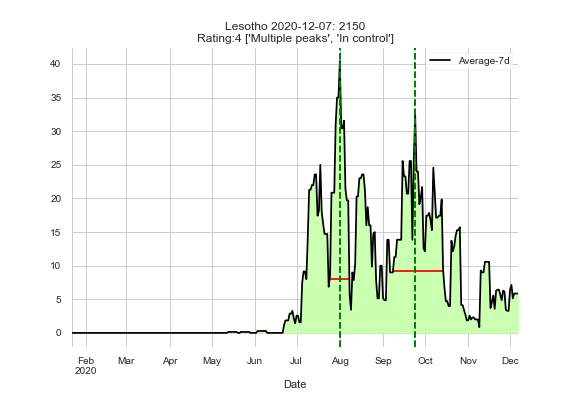 Lesotho 2020-12-07: 2150
Rating:4 ['Multiple peaks', 'In control']
Average-7d
40
35
30
25
20
15
10
5
0
Feb Mar Apr May Jun Jul Aug Sep Oct Nov Dec
2020
Date